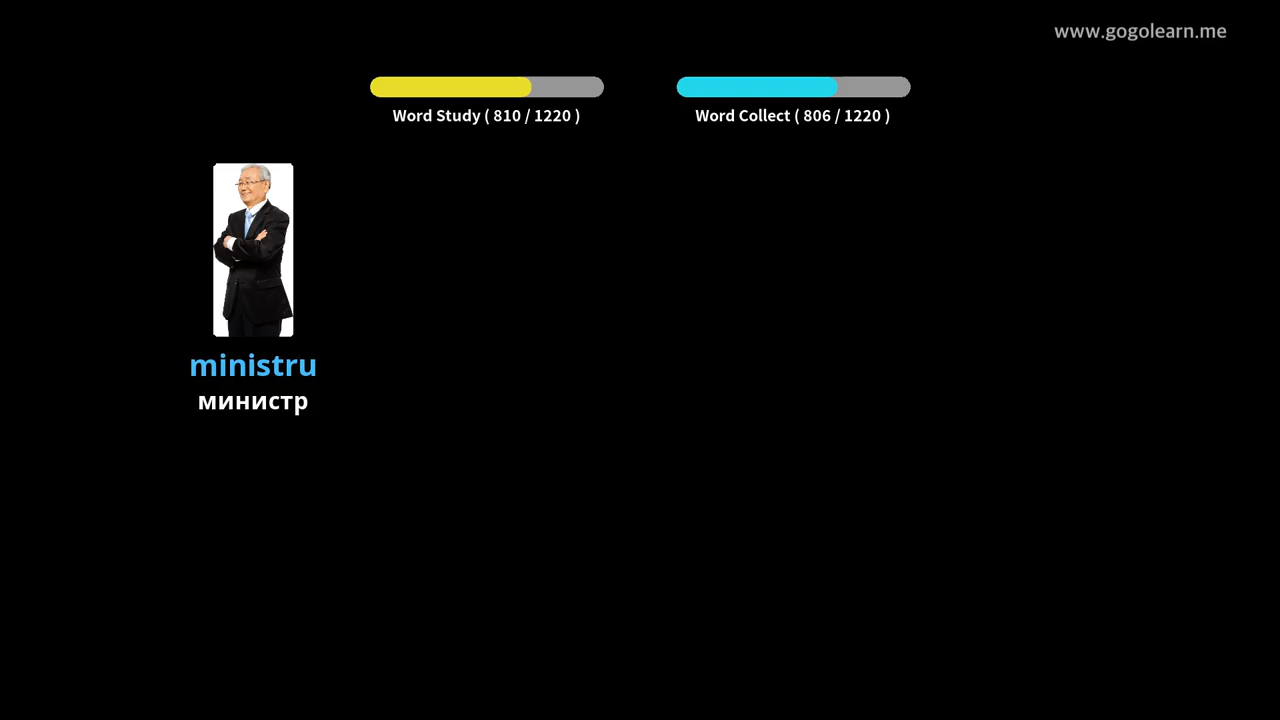 www.gogolearn.me
Word Study ( 810 / 1220 )
Word Collect ( 806 / 1220 )
ministru
министр